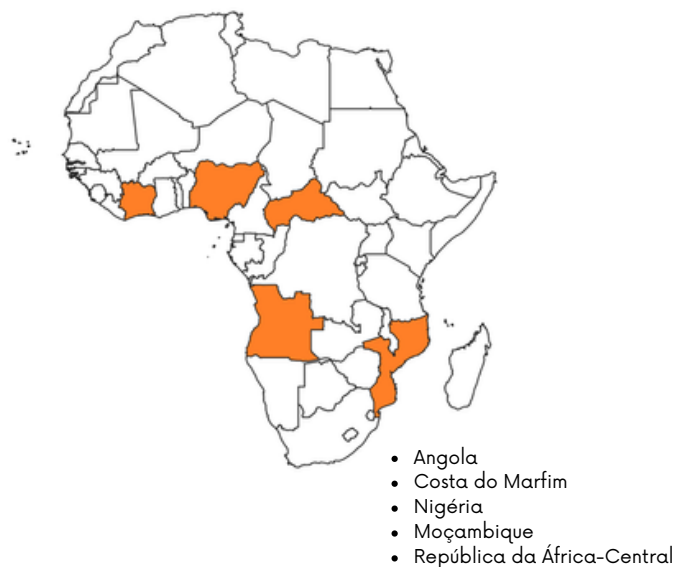 • Angola
• Costa do Marfim
• Nigéria
• Moçambique
• República da África-Central